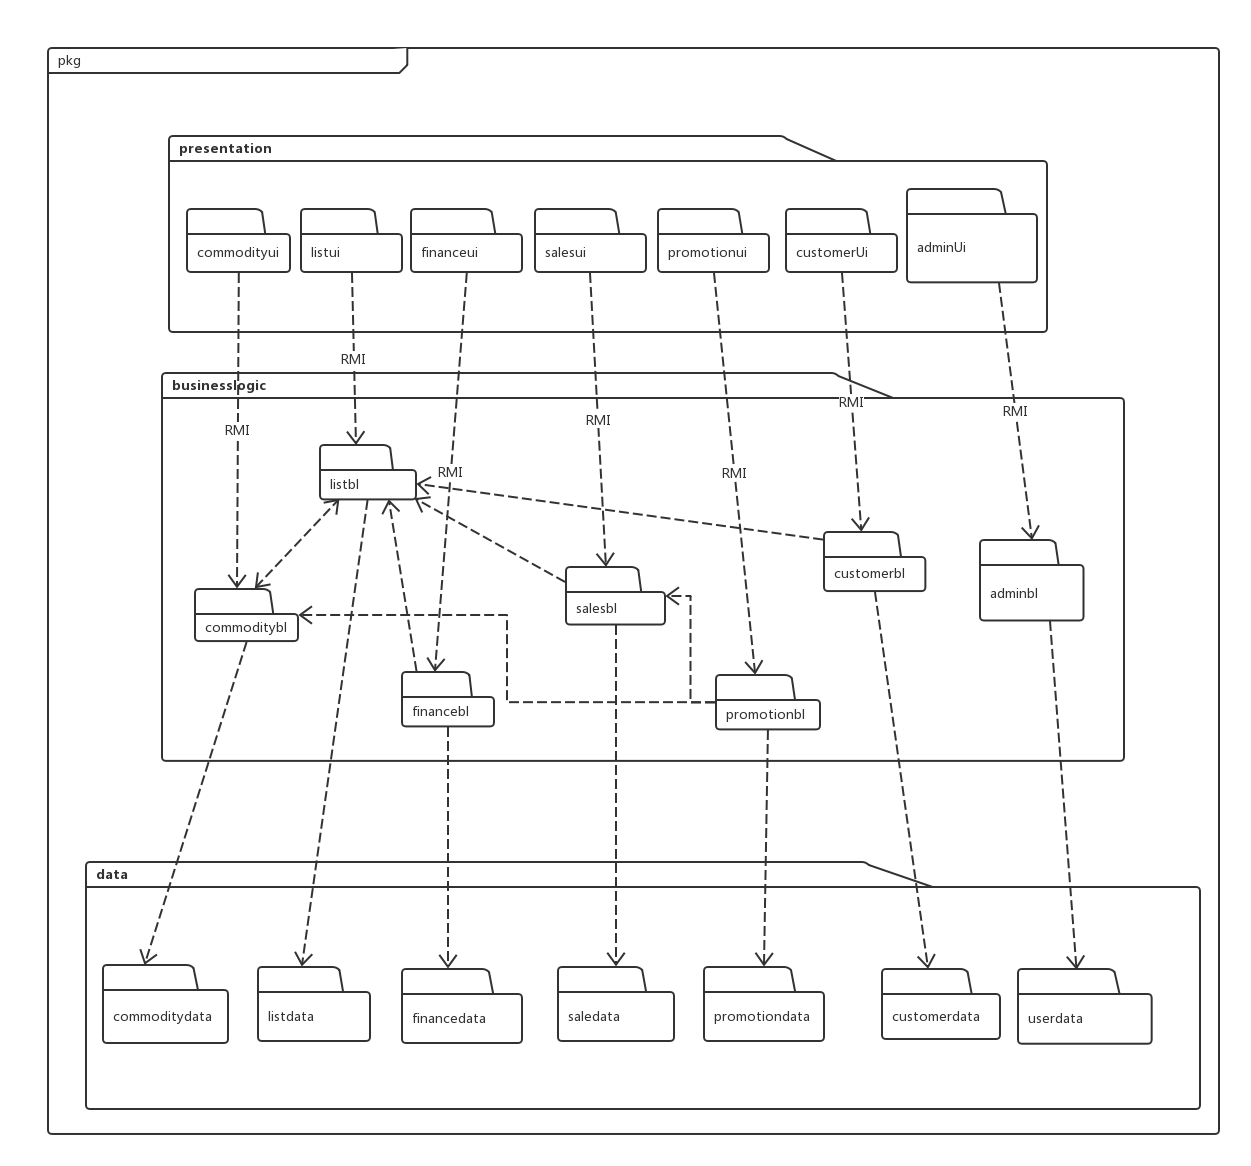 pkg
presentation
commodityui
listui
financeui
salesui
promotionui
customerUi
adminUi
RMI
businesslogic
RMI
RMI
RMI
RMI
RMI
RMI
listbl
customerbl
adminbl
salesbl
commoditybl
financebl
promotionbl
data
commoditydata
listdata
financedata
saledata
promotiondata
customerdata
userdata